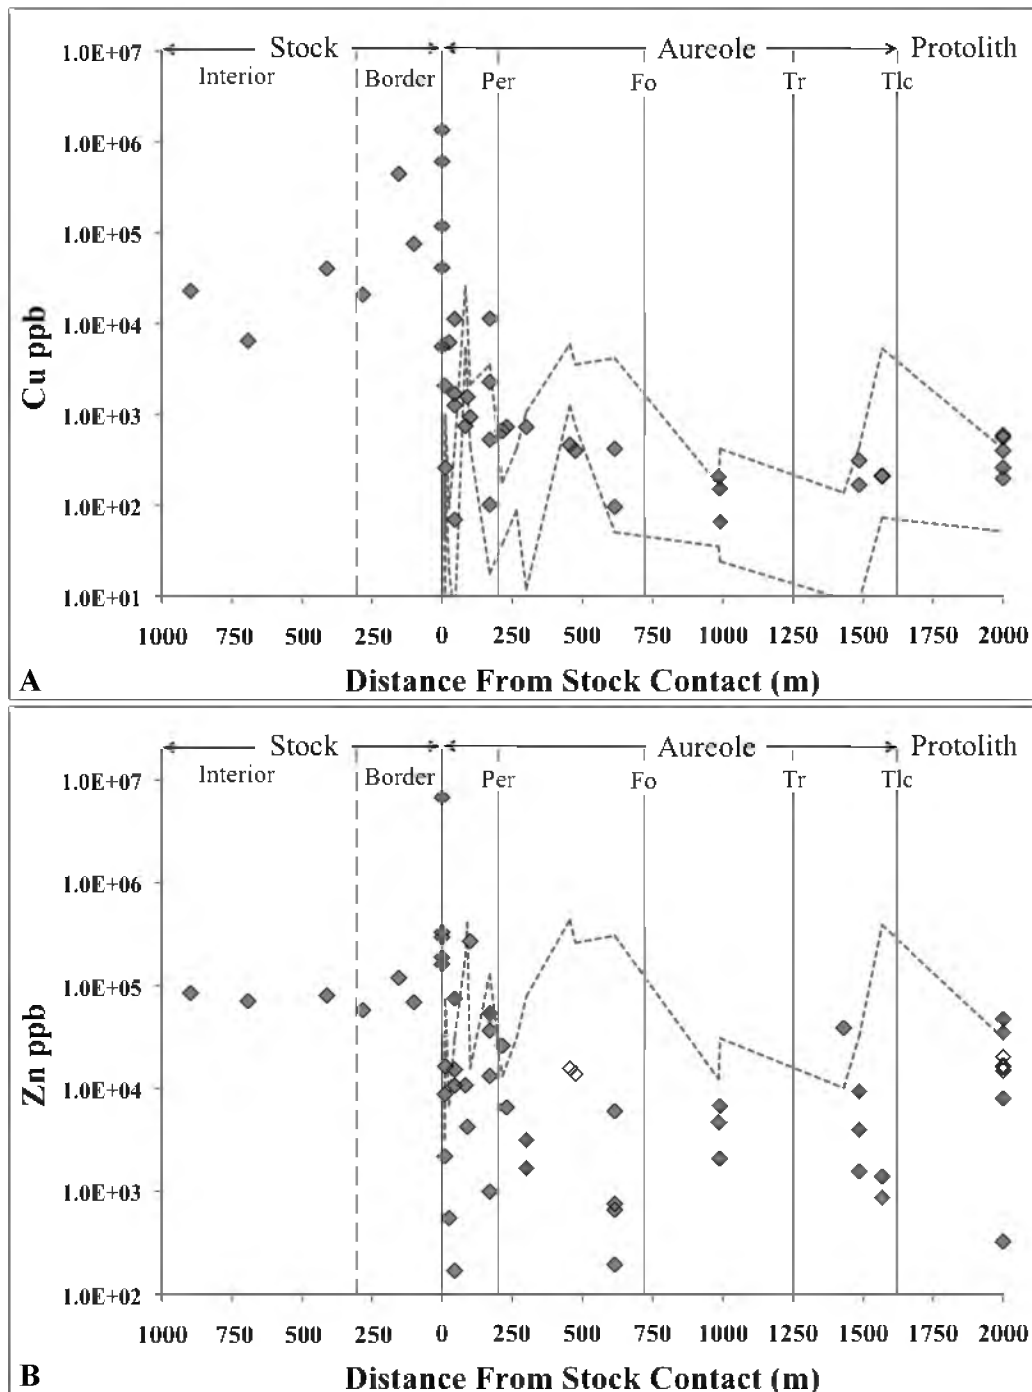 Stock Aureole Protolith
Interior Border Per Fo Tr Tlc
1.0E+07
1.0E+06
1.0E+05
1.0E+04
1.0E+03
1.0E+02
1.0E+01
Cu ppb
1000 750 500 250 0 250 500 750 1000 1250 1500 1750 2000
A Distance From Stock Contact (m)
Stock Aureole Protolith
Interior Border Per Fo Tr Tlc
1.0E+07
1.0E+06
1.0E+05
1.0E+04
1.0E+03
1.0E+02
Zn ppb
1000 750 500 250 0 250 500 750 1000 1250 1500 1750 2000
B Distance From Stock Contact (m)